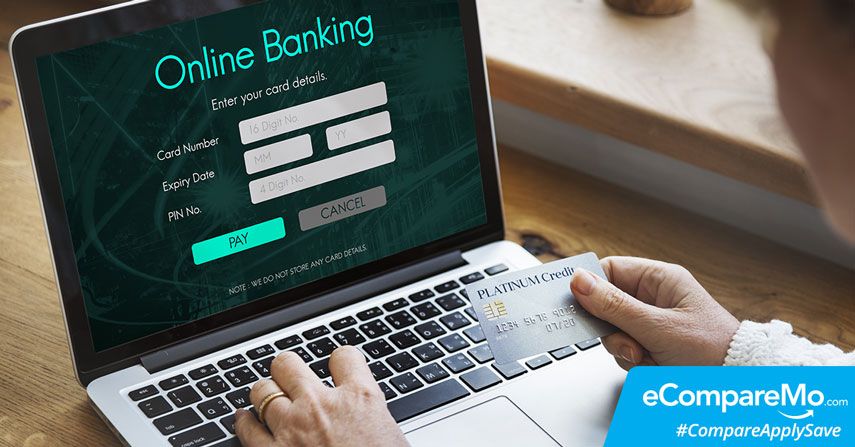 Online Banking
Enter your card details.
Card Number
16 Digit No.
Expiry Date
MM
YY
PIN No.
4 Digit No.
PAY
CANCEL
NOTE : WE DO NOT STORE ANY CARD DETAILS.
PLATINUM Credit
1234 5678 9012
07/20
eCompareMo.com
#CompareApplySave